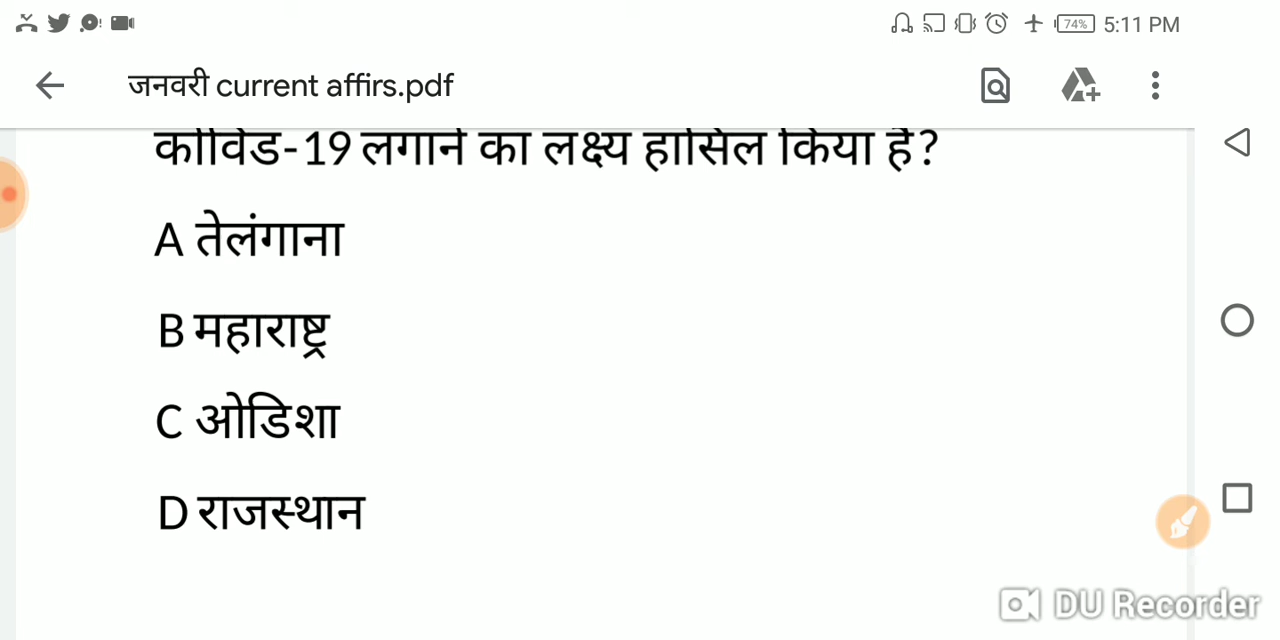 74% 5:11 PM
जनवरी current affirs.pdf
कोविड-19 लगाने का लक्ष्य हासिल किया है?
A तेलंगाना
B महाराष्ट्र
C ओडिशा
D राजस्थान
DU Recorder